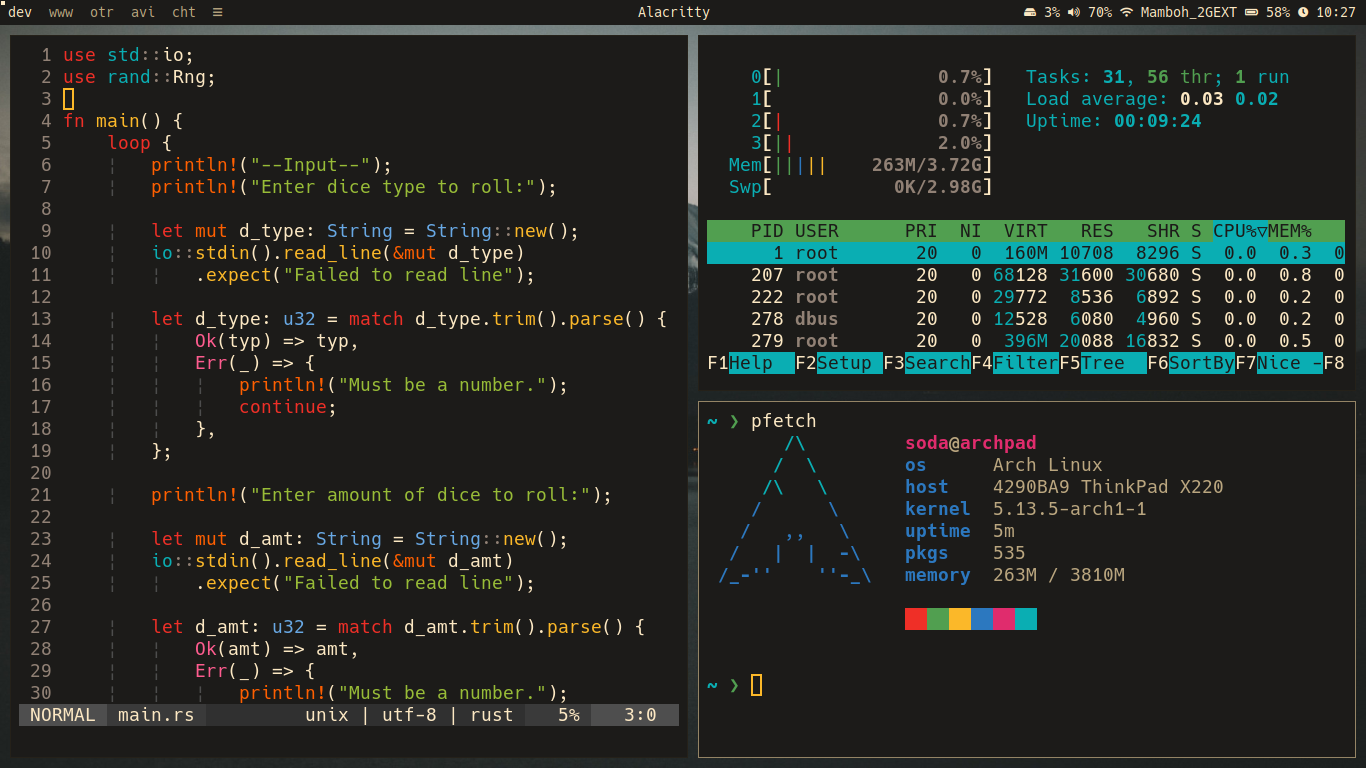 dev www otr avi cht ≡ Alacritty 3% 70% Mamboh_2GEXT 58% 10:27
1 use std::io;
2 use rand::Rng;
3
4 fn main() {
5 loop {
6 println!("--Input--");
7 println!("Enter dice type to roll:");
8
9 let mut d_type: String = String::new();
10 io::stdin().read_line(&mut d_type)
11 .expect("Failed to read line");
12
13 let d_type: u32 = match d_type.trim().parse() {
14 Ok(typ) => typ,
15 Err(_) => {
16 println!("Must be a number.");
17 continue;
18 },
19 };
20
21 println!("Enter amount of dice to roll:");
22
23 let mut d_amt: String = String::new();
24 io::stdin().read_line(&mut d_amt)
25 .expect("Failed to read line");
26
27 let d_amt: u32 = match d_amt.trim().parse() {
28 Ok(amt) => amt,
29 Err(_) => {
30 println!("Must be a number.");
NORMAL main.rs unix | utf-8 | rust 5% 3:0
0[| 0.7%] Tasks: 31, 56 thr; 1 run
1[ 0.0%] Load average: 0.03 0.02
2[| 0.7%] Uptime: 00:09:24
3[|| 2.0%]
Mem[||||| 263M/3.72G]
Swp[ 0K/2.98G]
PID USER PRI NI VIRT RES SHR S CPU%▽MEM%
1 root 20 0 160M 10708 8296 S 0.0 0.3 0
207 root 20 0 68128 31600 30680 S 0.0 0.8 0
222 root 20 0 29772 8536 6892 S 0.0 0.2 0
278 dbus 20 0 12528 6080 4960 S 0.0 0.2 0
279 root 20 0 396M 20088 16832 S 0.0 0.5 0
F1Help F2Setup F3SearchF4FilterF5Tree F6SortByF7Nice -F8
~ ❯ pfetch
/\ soda@archpad
/ \ os Arch Linux
/\ \ host 4290BA9 ThinkPad X220
/ \ kernel 5.13.5-arch1-1
/ ,, \ uptime 5m
/ | | -\ pkgs 535
/_-'' ''-_\ memory 263M / 3810M
~ ❯